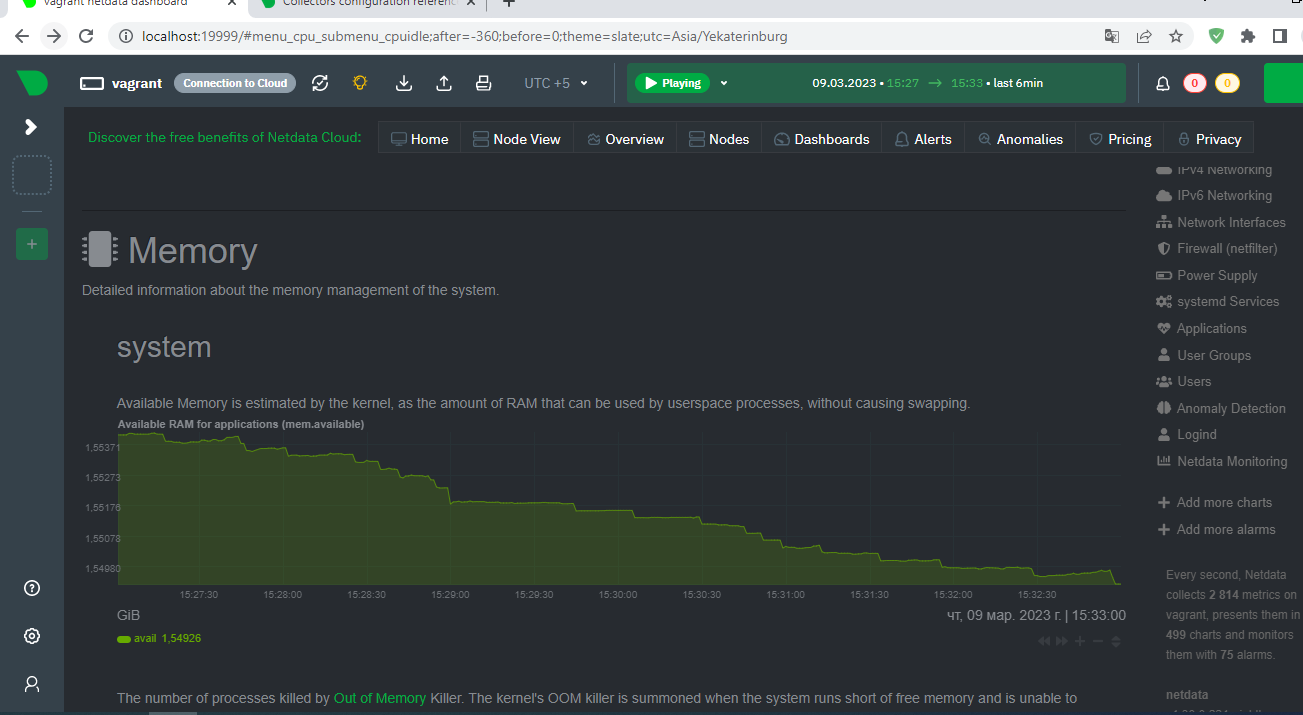 vagrant netdata dashboard
Collectors configuration referenc
localhost:19999/#menu_cpu_submenu_cpuidle;after=-360;before=0;theme=slate;utc=Asia/Yekaterinburg
vagrant Connection to Cloud UTC +5 Playing 09.03.2023 • 15:27 → 15:33 • last 6min 0 0
Discover the free benefits of Netdata Cloud: Home Node View Overview Nodes Dashboards Alerts Anomalies Pricing Privacy
IPv4 Networking
IPv6 Networking
Network Interfaces
Firewall (netfilter)
Power Supply
systemd Services
Applications
User Groups
Users
Anomaly Detection
Logind
Netdata Monitoring
Add more charts
Add more alarms
Every second, Netdata
collects 2 814 metrics on
vagrant, presents them in
499 charts and monitors
them with 75 alarms.
netdata
Memory
Detailed information about the memory management of the system.
system
Available Memory is estimated by the kernel, as the amount of RAM that can be used by userspace processes, without causing swapping.
Available RAM for applications (mem.available)
1,55371
1,55273
1,55176
1,55078
1,54980
15:27:30 15:28:00 15:28:30 15:29:00 15:29:30 15:30:00 15:30:30 15:31:00 15:31:30 15:32:00 15:32:30
GiB
чт, 09 мар. 2023 г. | 15:33:00
avail 1,54926
The number of processes killed by Out of Memory Killer. The kernel's OOM killer is summoned when the system runs short of free memory and is unable to